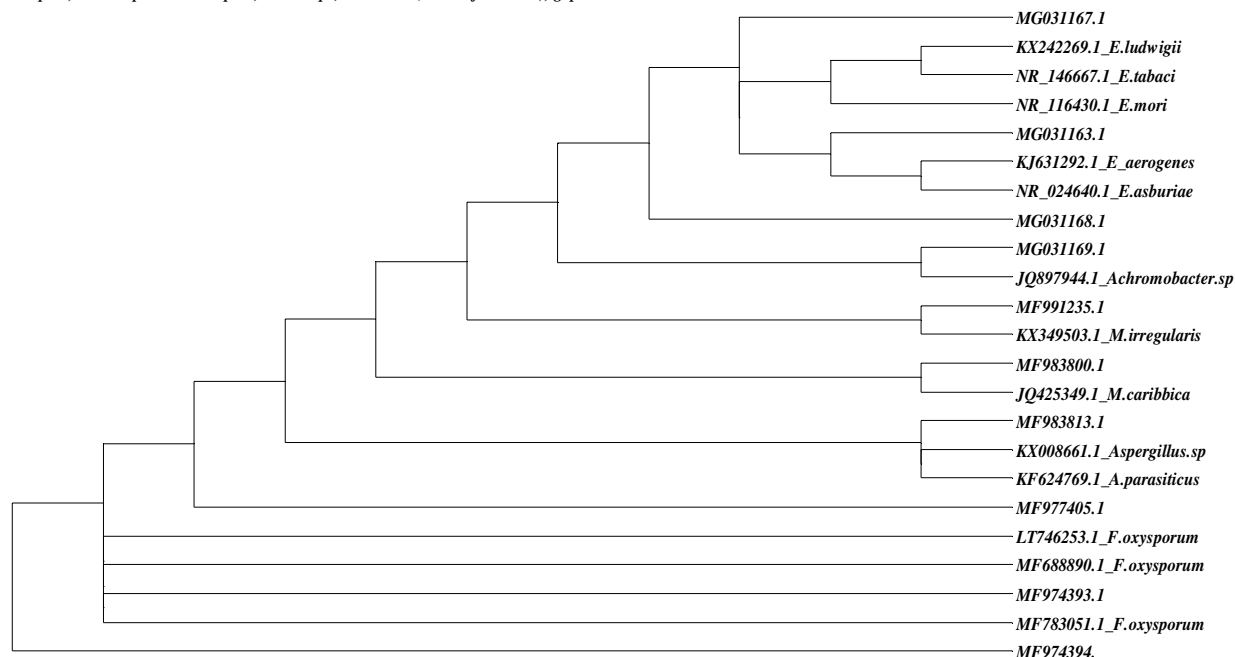 MG031167.1
KX242269.1_E.ludwigii
NR_146667.1_E.tabaci
NR_116430.1_E.mori
MG031163.1
KJ631292.1_E_aerogenes
NR_024640.1_E.asburiae
MG031168.1
MG031169.1
JQ897944.1_Achromobacter.sp
MF991235.1
KX349503.1_M.irregularis
MF983800.1
JQ425349.1_M.caribbica
MF983813.1
KX008661.1_Aspergillus.sp
KF624769.1_A.parasiticus
MF977405.1
LT746253.1_F.oxysporum
MF688890.1_F.oxysporum
MF974393.1
MF783051.1_F.oxysporum
MF974394.